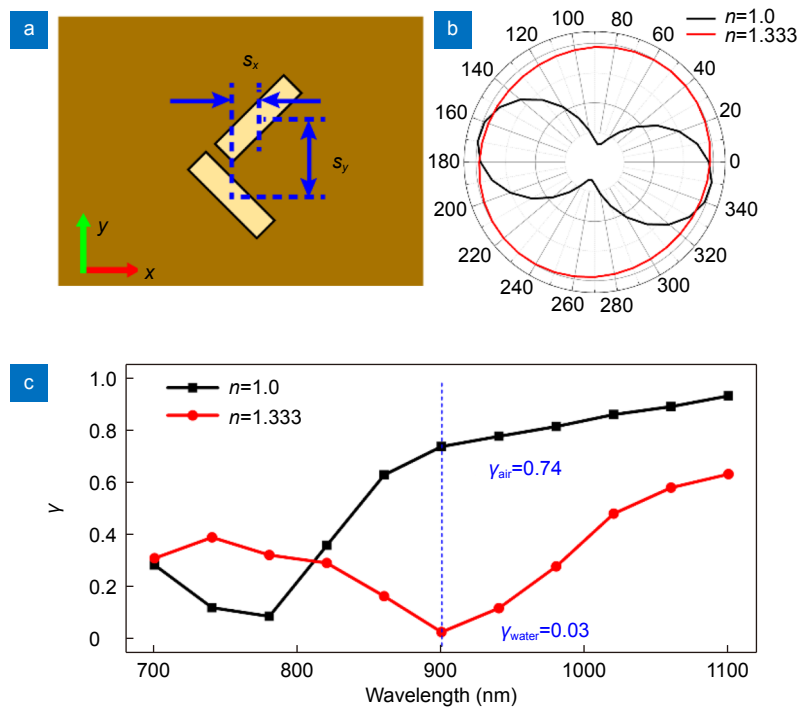 a
sx
sy
y
x
b
n=1.0
n=1.333
100 80
120 60
140 40
160 20
180 0
200 340
220 320
240 300
260 280
c
n=1.0
n=1.333
1.0
0.8
0.6
0.4
0.2
0
γ
γair=0.74
γwater=0.03
700 800 900 1000 1100
Wavelength (nm)